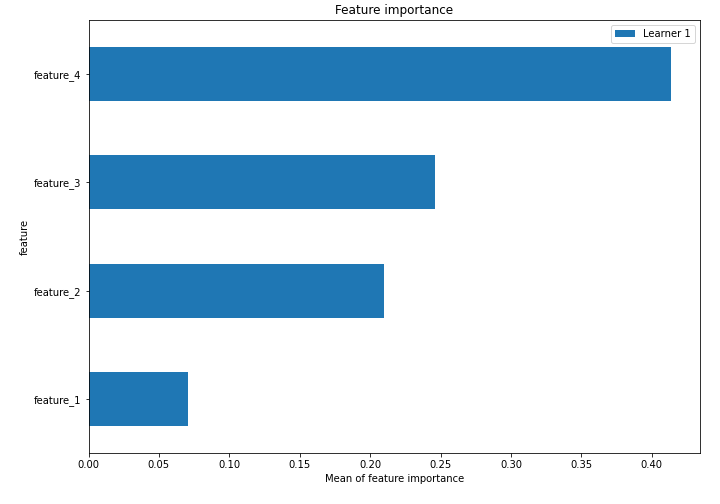 Feature importance
Learner 1
feature_4
feature_3
feature_2
feature_1
feature
0.00 0.05 0.10 0.15 0.20 0.25 0.30 0.35 0.40
Mean of feature importance